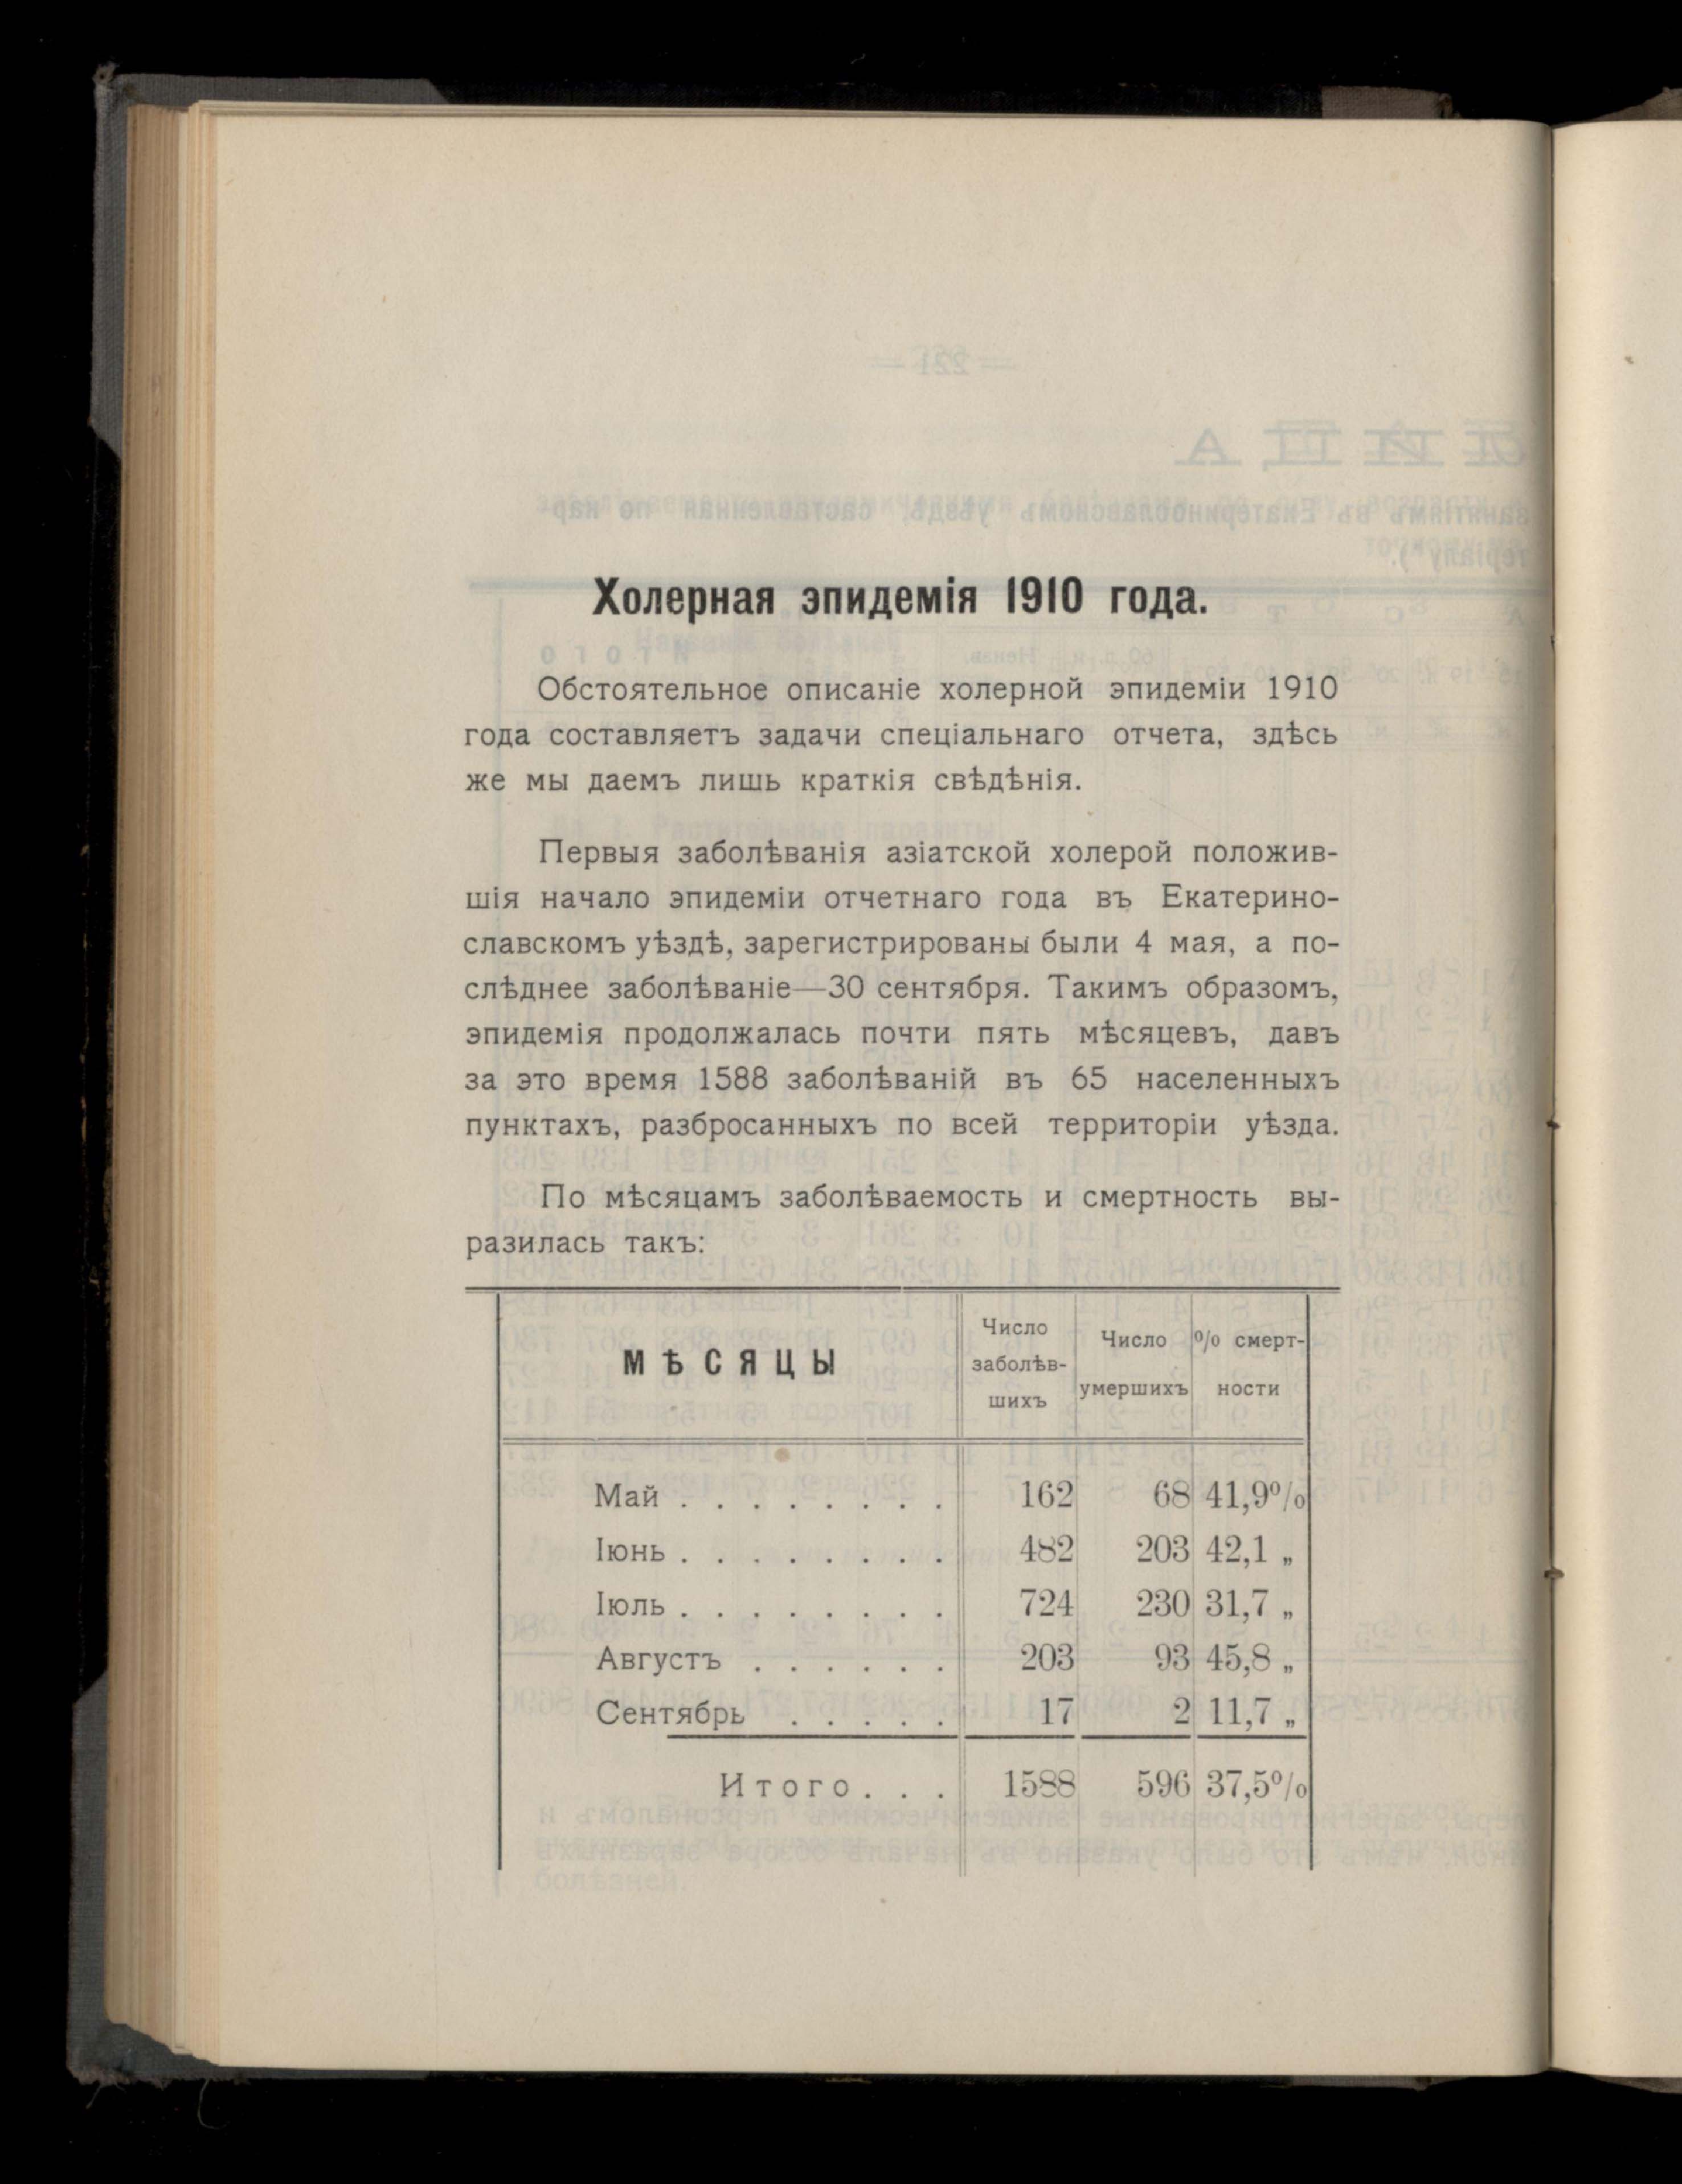 Холерная эпидемія 1910 года.
Обстоятельное описаніе холерной эпидеміи 1910
года составляетъ задачи спеціальнаго отчета, здѣсь
же мы даемъ лишь краткія свѣдѣнія.
Первыя заболѣванія азіатской холерой положив-
шія начало эпидеміи отчетнаго года въ Екатерино-
славскомъ уѣздѣ, зарегистрированы были 4 мая, а по-
слѣднее заболѣваніе—30 сентября. Такимъ образомъ,
эпидемія продолжалась почти пять мѣсяцевъ, давъ
за это время 1588 заболѣваній въ 65 населенныхъ
пунктахъ, разбросанныхъ по всей территоріи уѣзда.
По мѣсяцамъ заболѣваемость и смертность вы-
разилась такъ:
МѢСЯЦЫ
Число
заболѣв-
шихъ
Число
умершихъ
% смерт-
ности
Май . . . . . . . . . 162 68 41,9%
Іюнь . . . . . . . . . 482 203 42,1 „
Іюль . . . . . . . . . 724 230 31,7 „
Августъ . . . . . . 203 93 45,8 „
Сентябрь . . . . . 17 2 11,7 „
Итого . . . 1588 596 37,5%